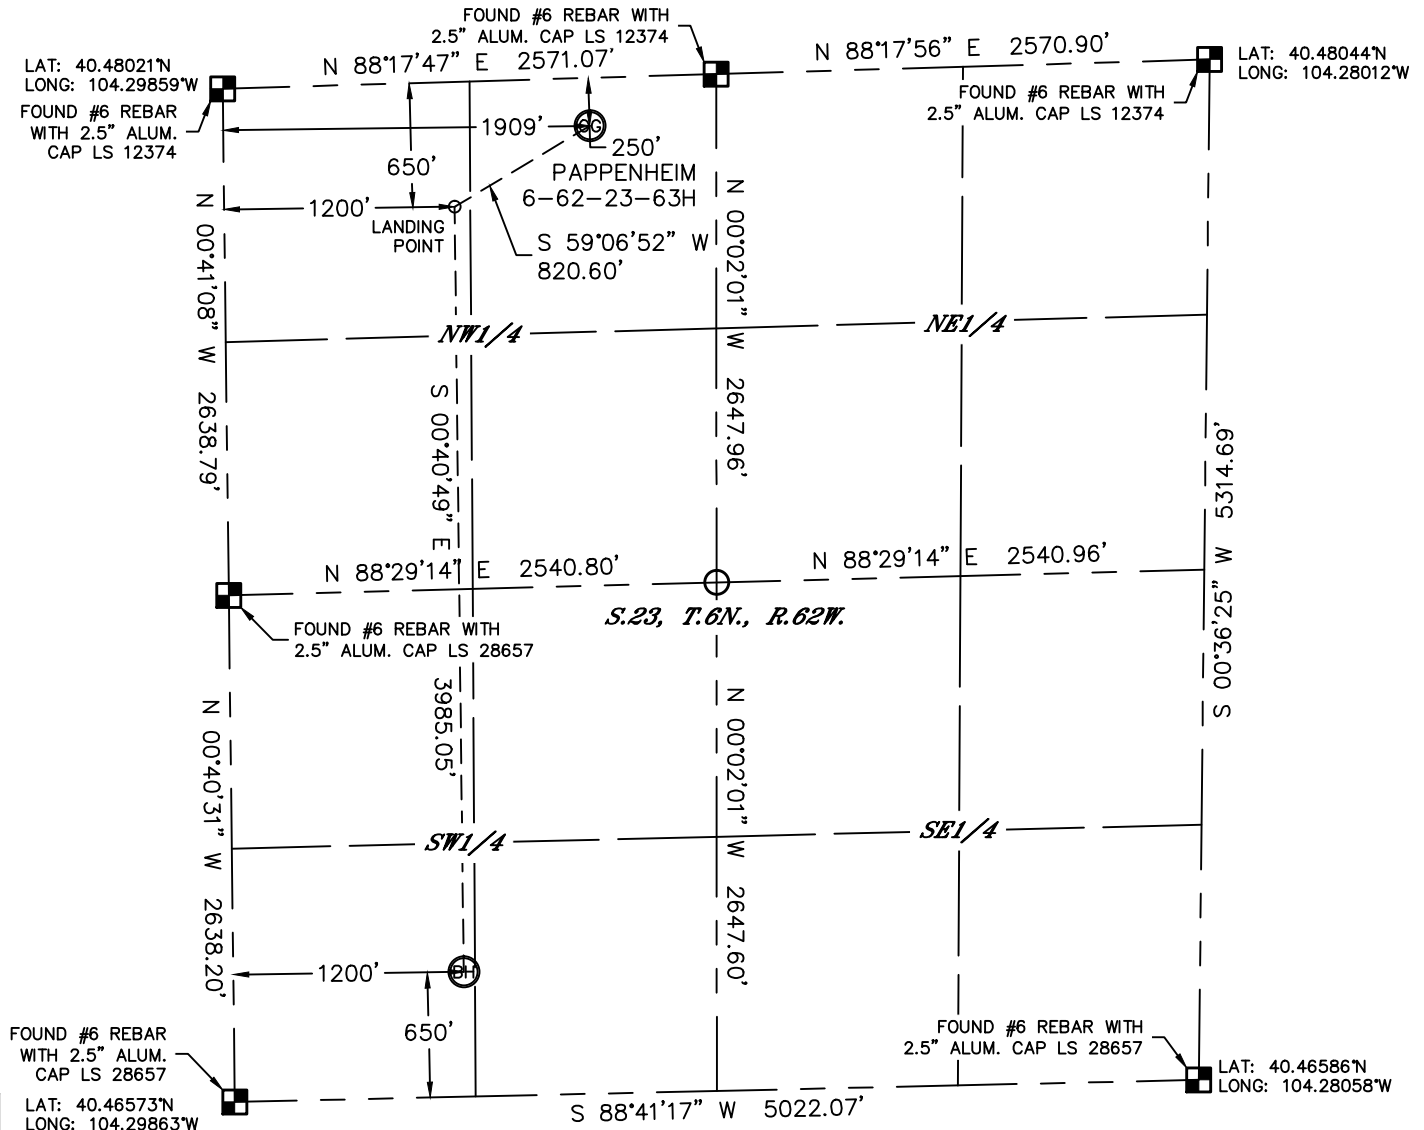 FOUND #6 REBAR WITH
2.5" ALUM. CAP LS 12374
LAT: 40.48021°N
LONG: 104.29859°W
N 88°17'47" E 2571.07'
N 88°17'56" E 2570.90'
LAT: 40.48044°N
LONG: 104.28012°W
FOUND #6 REBAR
WITH 2.5" ALUM.
CAP LS 12374
FOUND #6 REBAR WITH
2.5" ALUM. CAP LS 12374
1909'
250'
650'
PAPPENHEIM
6-62-23-63H
1200'
LANDING
POINT
S 59°06'52" W
820.60'
N 00°41'08" W 2638.79'
N 00°02'01" W 2647.96'
NW1/4
NE1/4
S 00°40'49" E 3985.05'
S 00°36'25" W 5314.69'
N 88°29'14" E 2540.80'
N 88°29'14" E 2540.96'
S.23, T.6N., R.62W.
FOUND #6 REBAR WITH
2.5" ALUM. CAP LS 28657
N 00°40'31" W 2638.20'
N 00°02'01" W 2647.60'
SW1/4
SE1/4
1200'
BH
650'
FOUND #6 REBAR
WITH 2.5" ALUM.
CAP LS 28657
FOUND #6 REBAR WITH
2.5" ALUM. CAP LS 28657
LAT: 40.46586°N
LONG: 104.28058°W
LAT: 40.46573°N
LONG: 104.29863°W
S 88°41'17" W 5022.07'